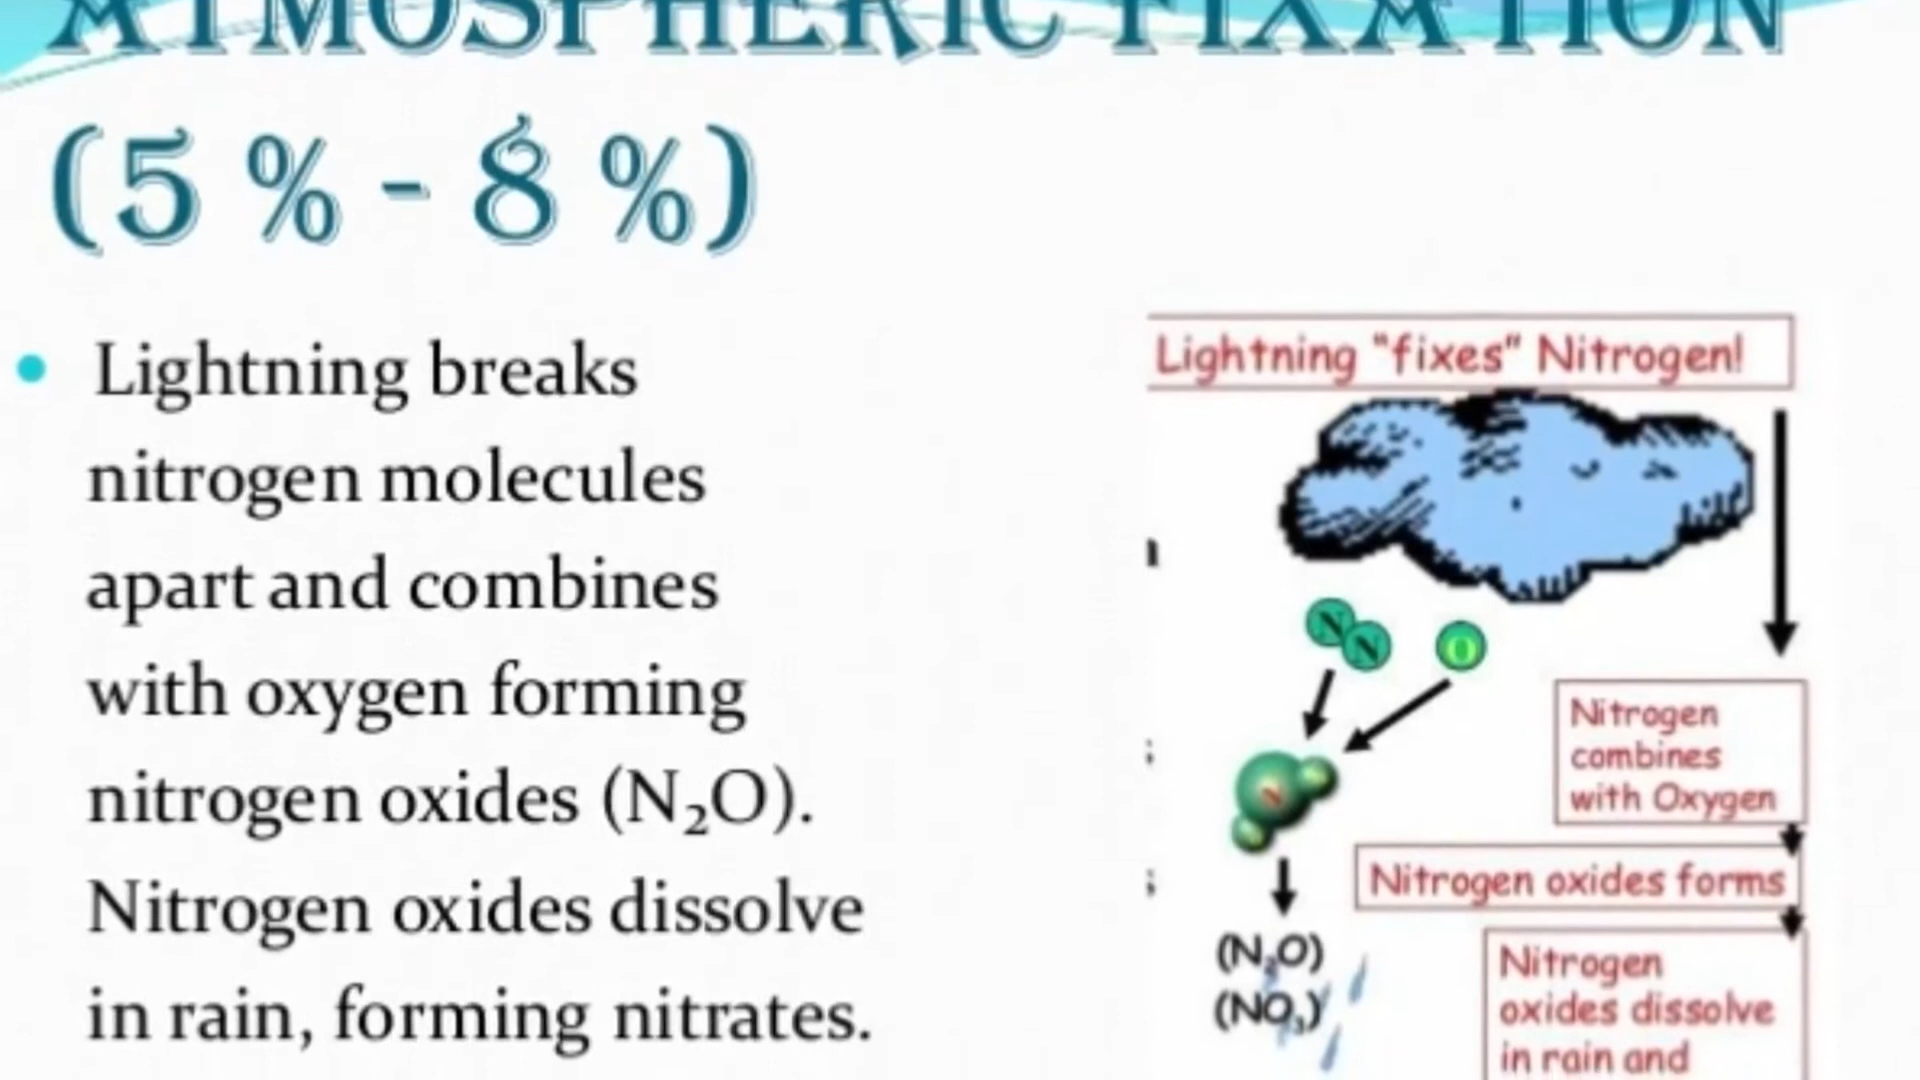 ATMOSPHERIC FIXATION
(5 % - 8 %)
Lightning breaks
nitrogen molecules
apart and combines
with oxygen forming
nitrogen oxides (N₂O).
Nitrogen oxides dissolve
in rain, forming nitrates.
Lightning “fixes” Nitrogen!
N
N
O
Nitrogen
combines
with Oxygen
Nitrogen oxides forms
(N₂O)
(NO₃)
Nitrogen
oxides dissolve
in rain and